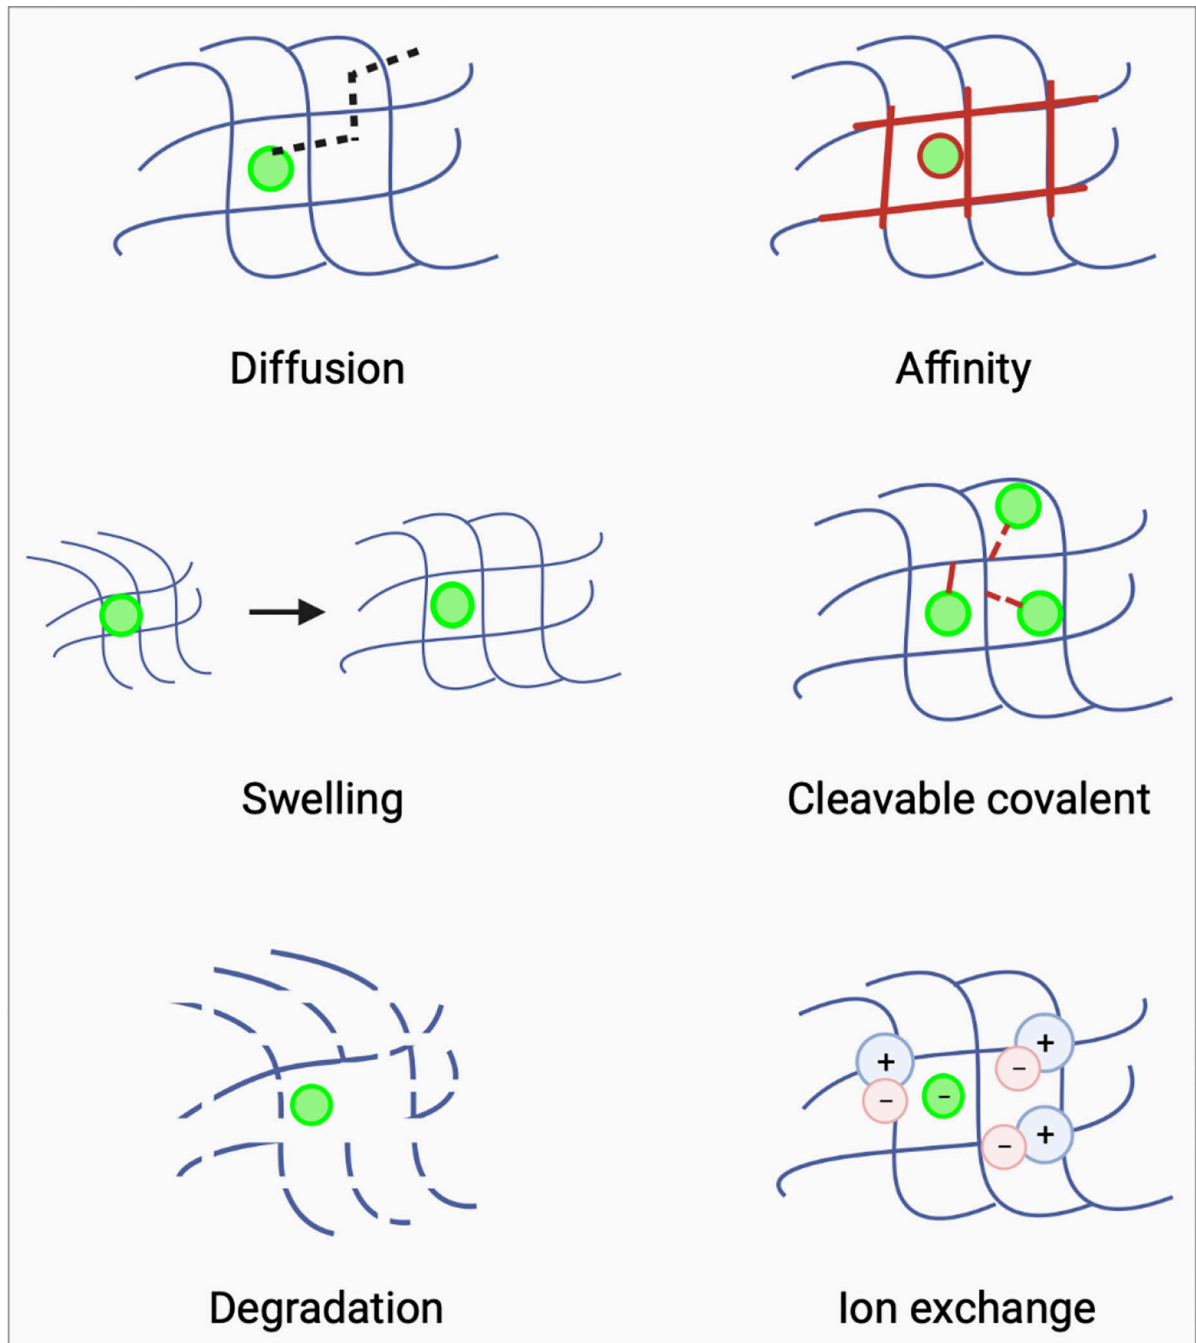 Diffusion
Affinity
Swelling
Cleavable covalent
Degradation
+
−
−
+
−
+
−
Ion exchange